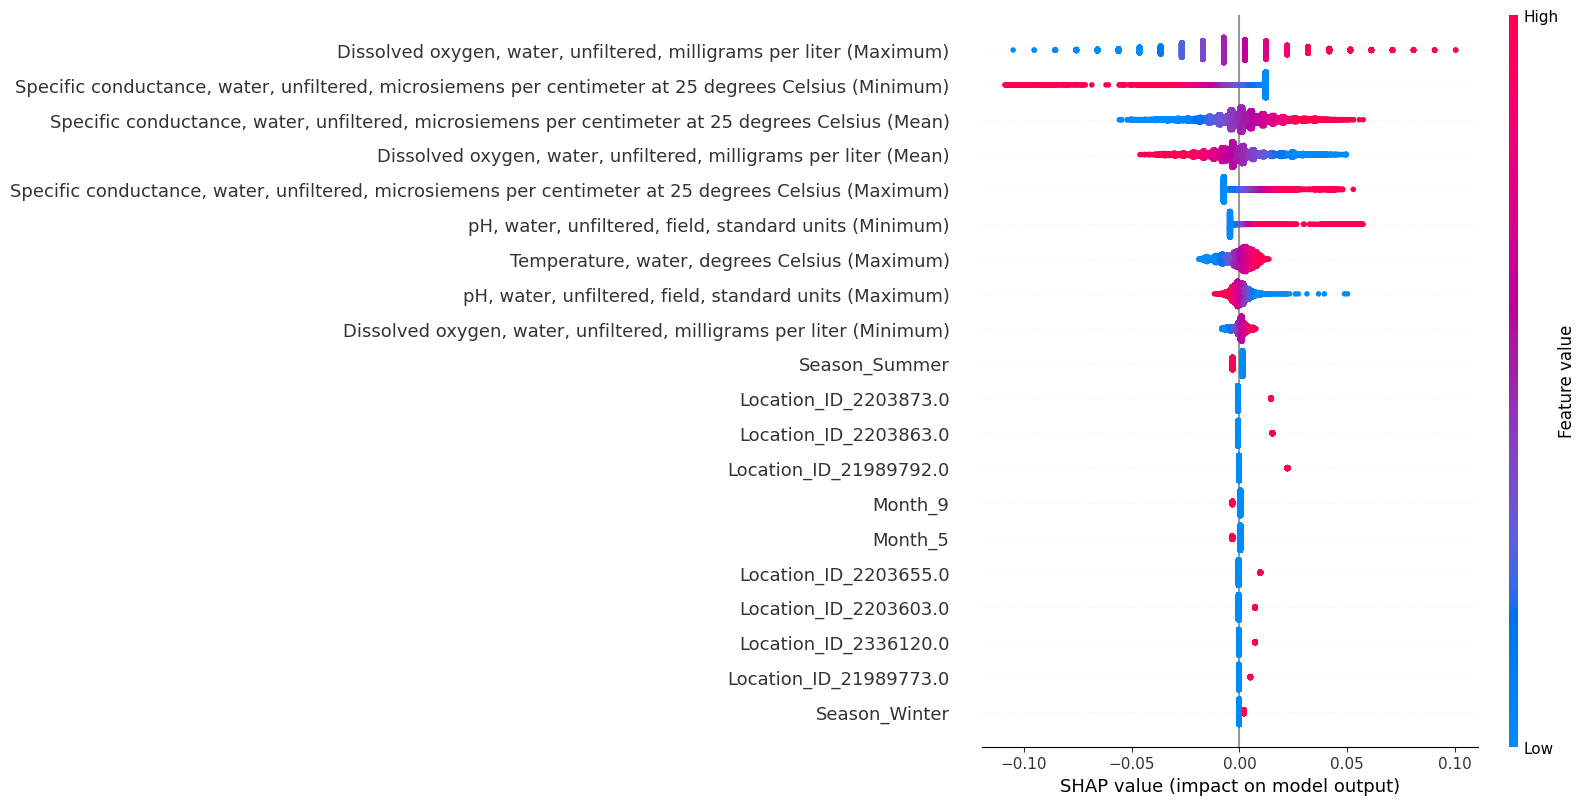 High
Dissolved oxygen, water, unfiltered, milligrams per liter (Maximum)
Specific conductance, water, unfiltered, microsiemens per centimeter at 25 degrees Celsius (Minimum)
Specific conductance, water, unfiltered, microsiemens per centimeter at 25 degrees Celsius (Mean)
Dissolved oxygen, water, unfiltered, milligrams per liter (Mean)
Specific conductance, water, unfiltered, microsiemens per centimeter at 25 degrees Celsius (Maximum)
pH, water, unfiltered, field, standard units (Minimum)
Temperature, water, degrees Celsius (Maximum)
pH, water, unfiltered, field, standard units (Maximum)
Dissolved oxygen, water, unfiltered, milligrams per liter (Minimum)
Season_Summer
Location_ID_2203873.0
Location_ID_2203863.0
Location_ID_21989792.0
Month_9
Month_5
Location_ID_2203655.0
Location_ID_2203603.0
Location_ID_2336120.0
Location_ID_21989773.0
Season_Winter
Feature value
Low
−0.10 −0.05 0.00 0.05 0.10
SHAP value (impact on model output)